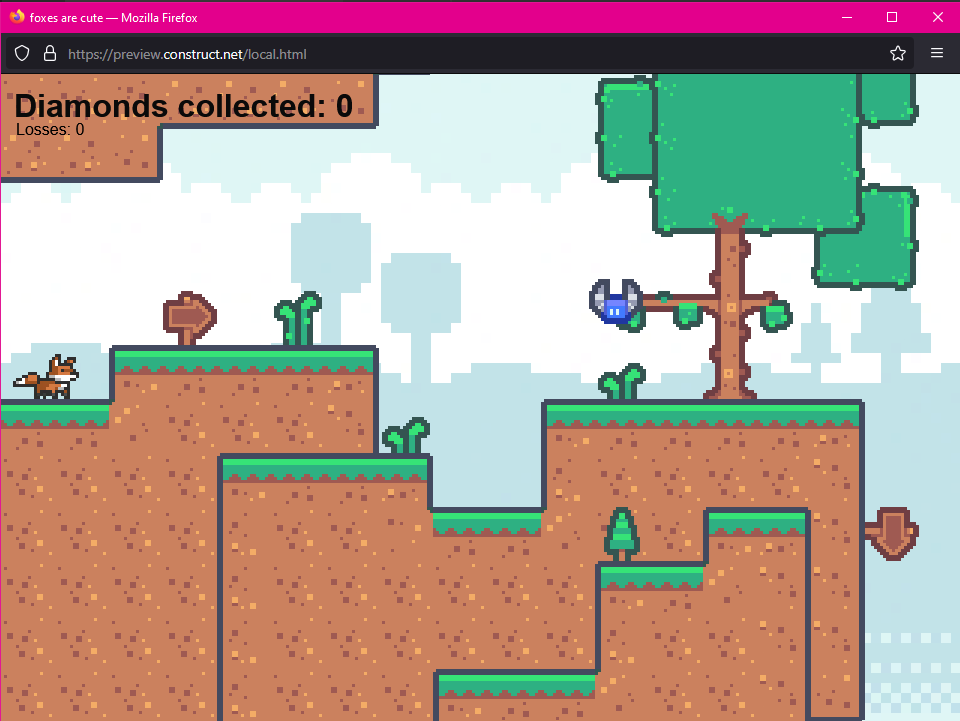 foxes are cute — Mozilla Firefox
https://preview.construct.net/local.html
Diamonds collected: 0
Losses: 0